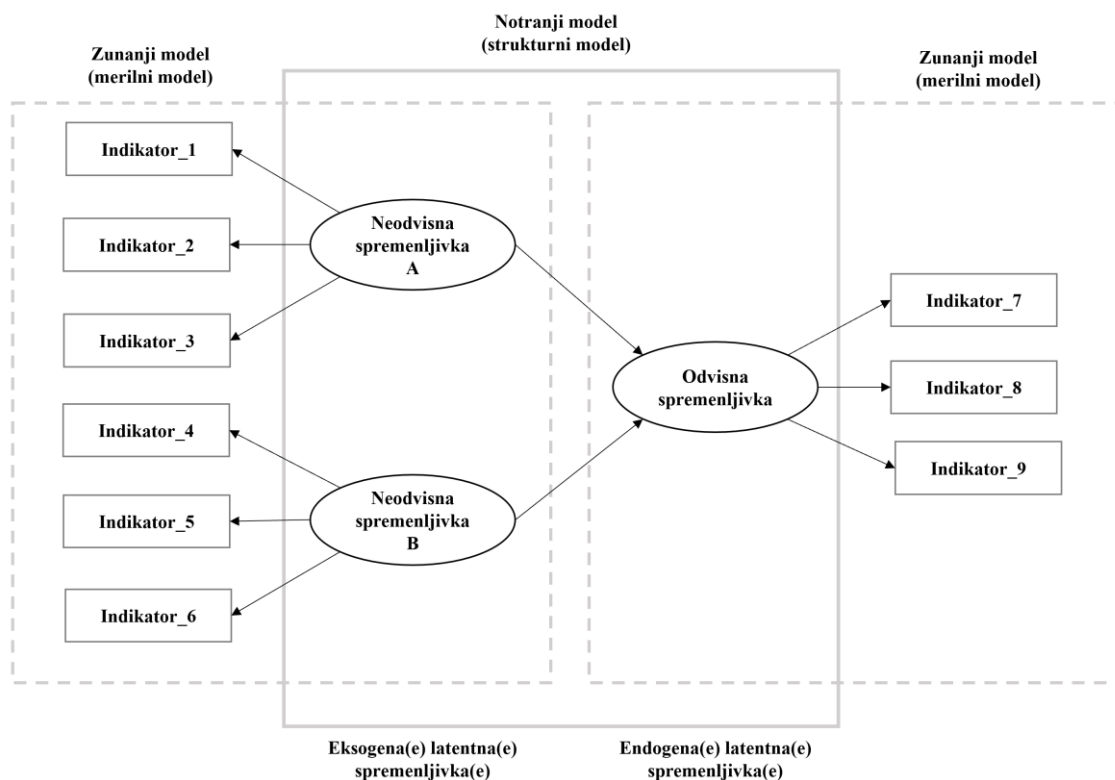 Notranji model
(strukturni model)
Zunanji model
(merilni model)
Zunanji model
(merilni model)
Indikator_1
Indikator_2
Indikator_3
Indikator_4
Indikator_5
Indikator_6
Neodvisna
spremenljivka
A
Neodvisna
spremenljivka
B
Odvisna
spremenljivka
Indikator_7
Indikator_8
Indikator_9
Eksogena(e) latentna(e)
spremenljivka(e)
Endogena(e) latentna(e)
spremenljivka(e)